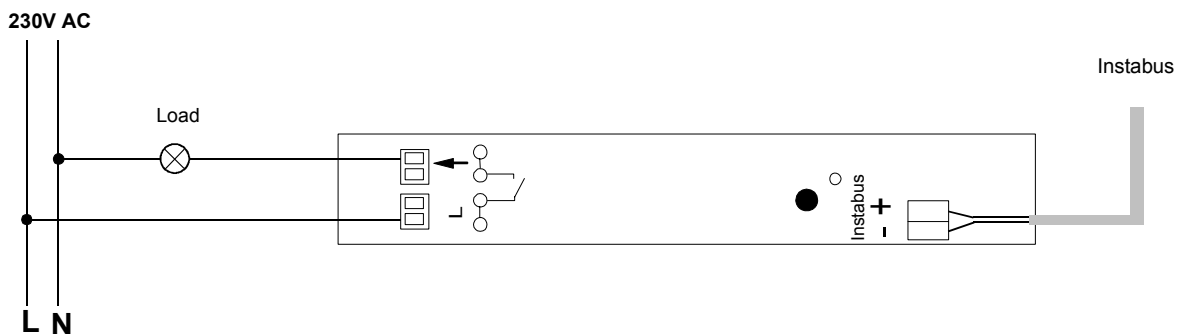 230V AC
Instabus
Load
L
Instabus
+
-
L N